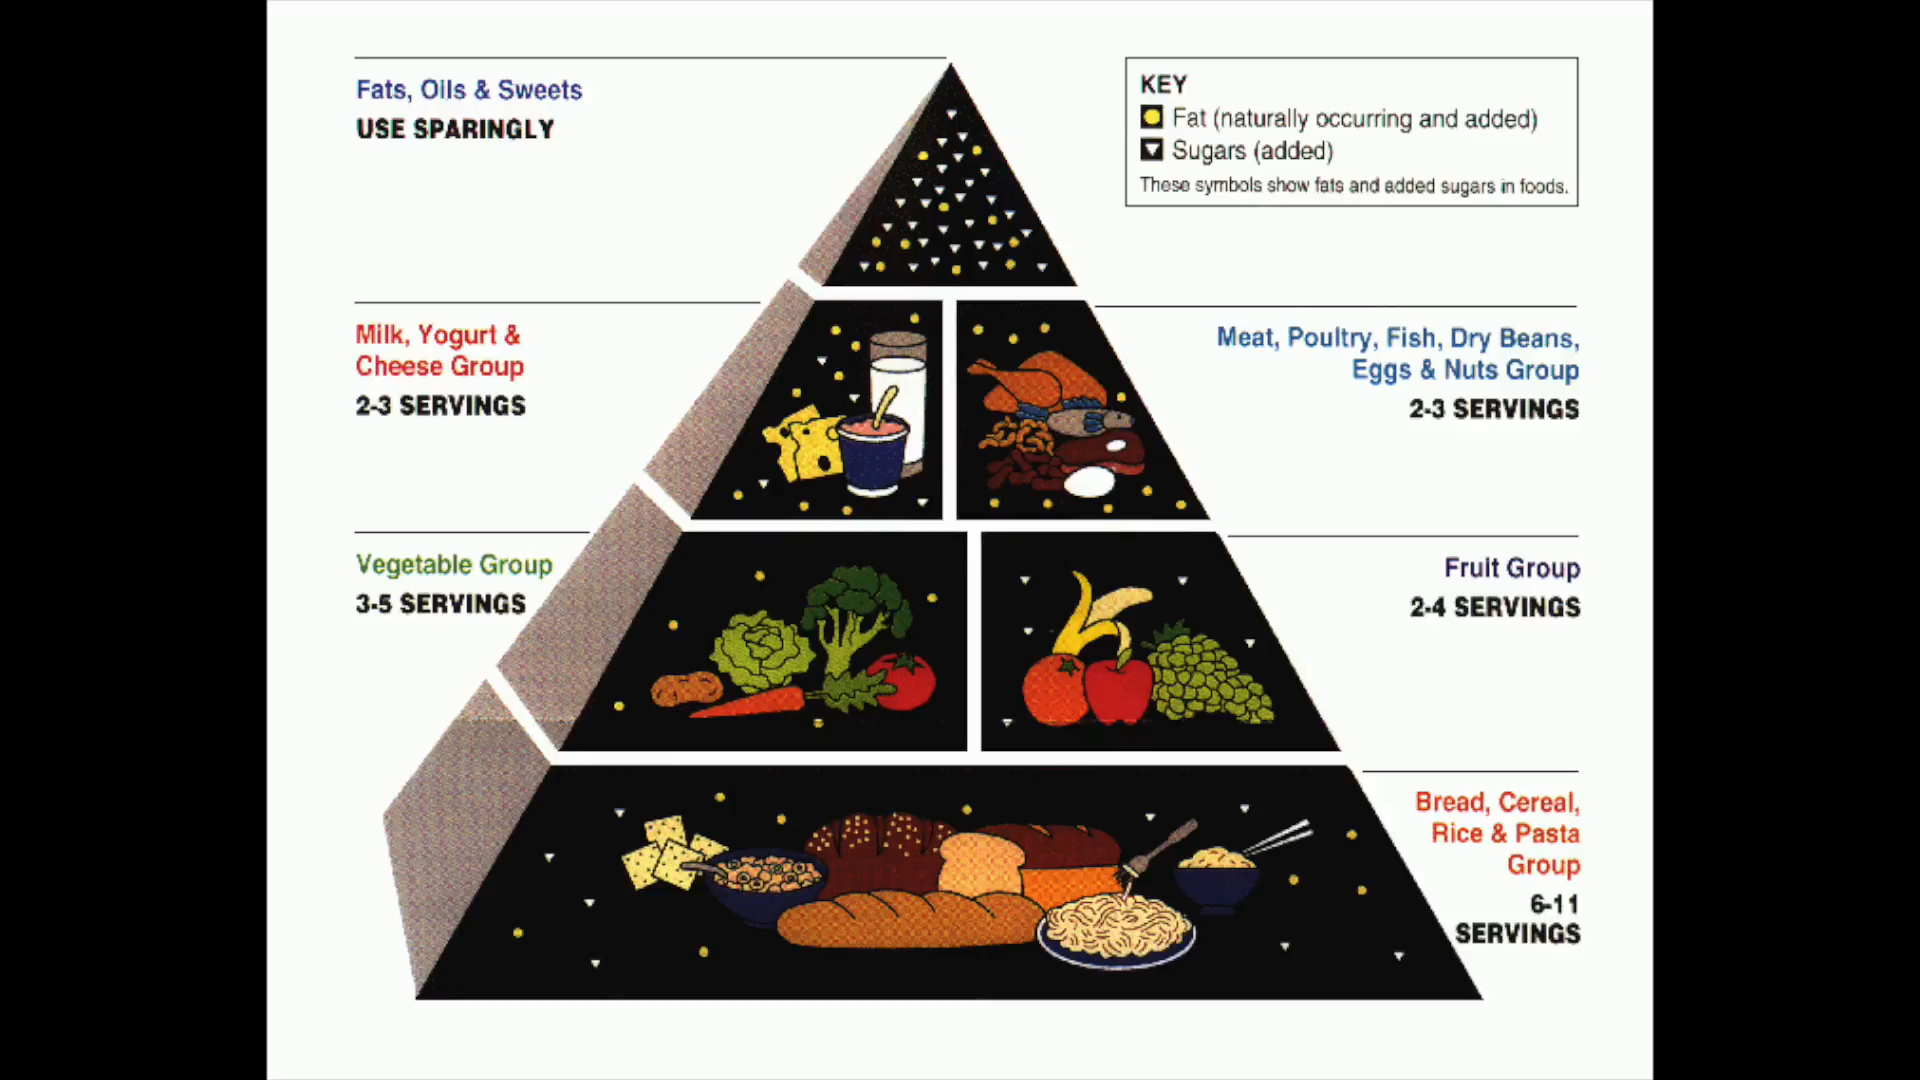 Fats, Oils & Sweets
USE SPARINGLY
KEY
Fat (naturally occurring and added)
Sugars (added)
These symbols show fats and added sugars in foods.
Milk, Yogurt &
Cheese Group
2-3 SERVINGS
Meat, Poultry, Fish, Dry Beans,
Eggs & Nuts Group
2-3 SERVINGS
Vegetable Group
3-5 SERVINGS
Fruit Group
2-4 SERVINGS
Bread, Cereal,
Rice & Pasta
Group
6-11
SERVINGS